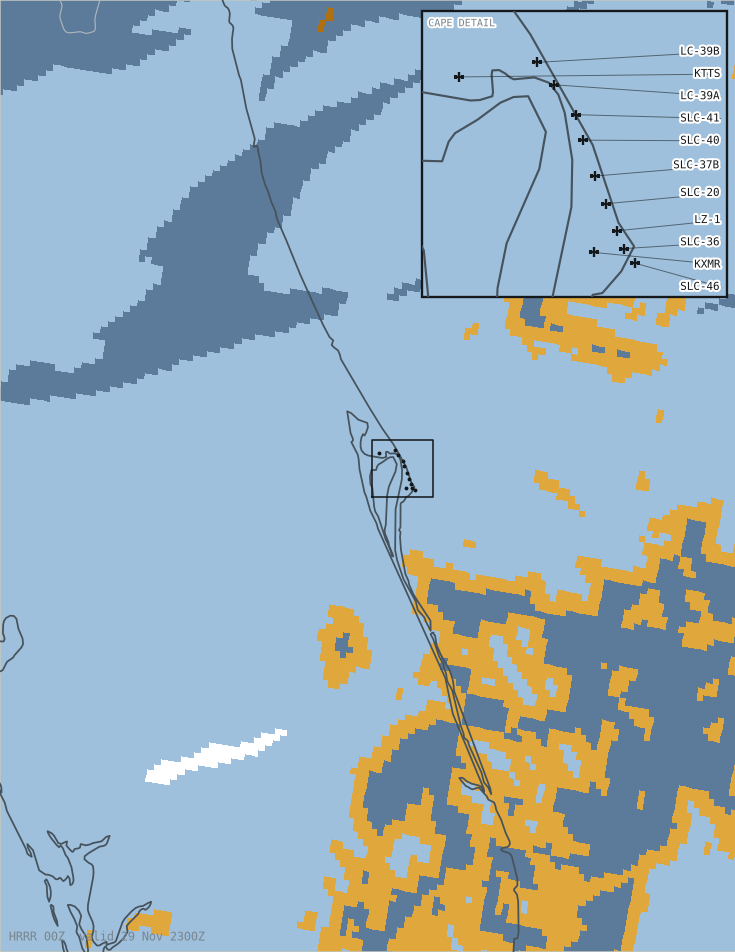 CAPE DETAIL
LC-39B
KTTS
LC-39A
SLC-41
SLC-40
SLC-37B
SLC-20
LZ-1
SLC-36
KXMR
SLC-46
HRRR 00Z valid 29 Nov 2300Z